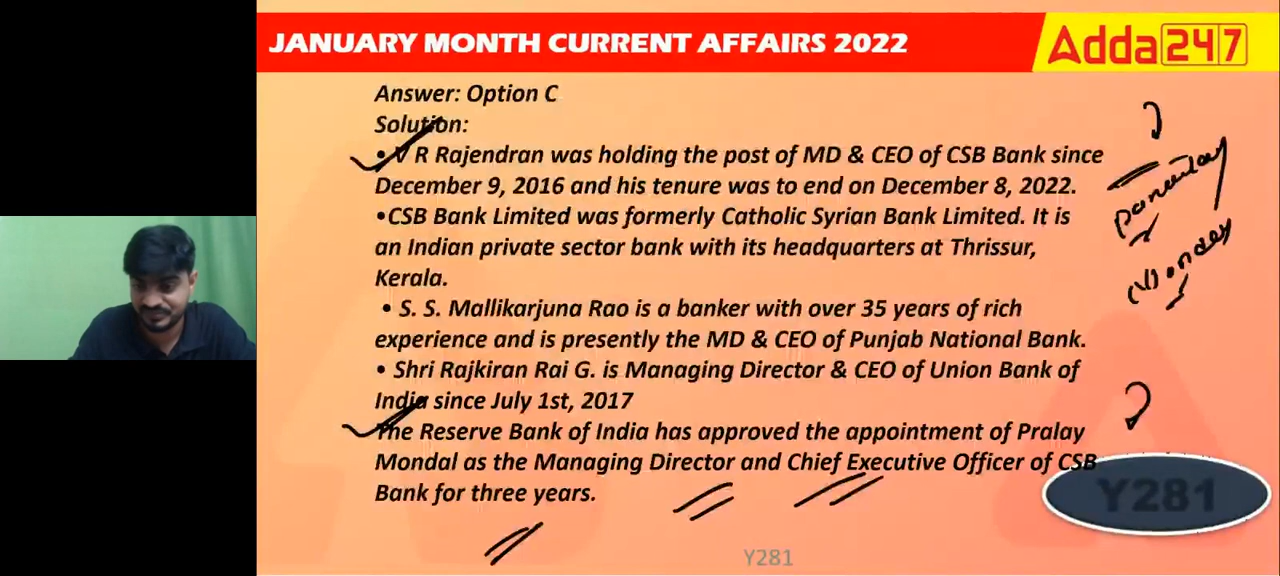 JANUARY MONTH CURRENT AFFAIRS 2022
Adda247
Answer: Option C
Solution:
• V R Rajendran was holding the post of MD & CEO of CSB Bank since
December 9, 2016 and his tenure was to end on December 8, 2022.
•CSB Bank Limited was formerly Catholic Syrian Bank Limited. It is
an Indian private sector bank with its headquarters at Thrissur,
Kerala.
• S. S. Mallikarjuna Rao is a banker with over 35 years of rich
experience and is presently the MD & CEO of Punjab National Bank.
• Shri Rajkiran Rai G. is Managing Director & CEO of Union Bank of
India since July 1st, 2017
The Reserve Bank of India has approved the appointment of Pralay
Mondal as the Managing Director and Chief Executive Officer of CSB
Bank for three years.
Y281
Y281